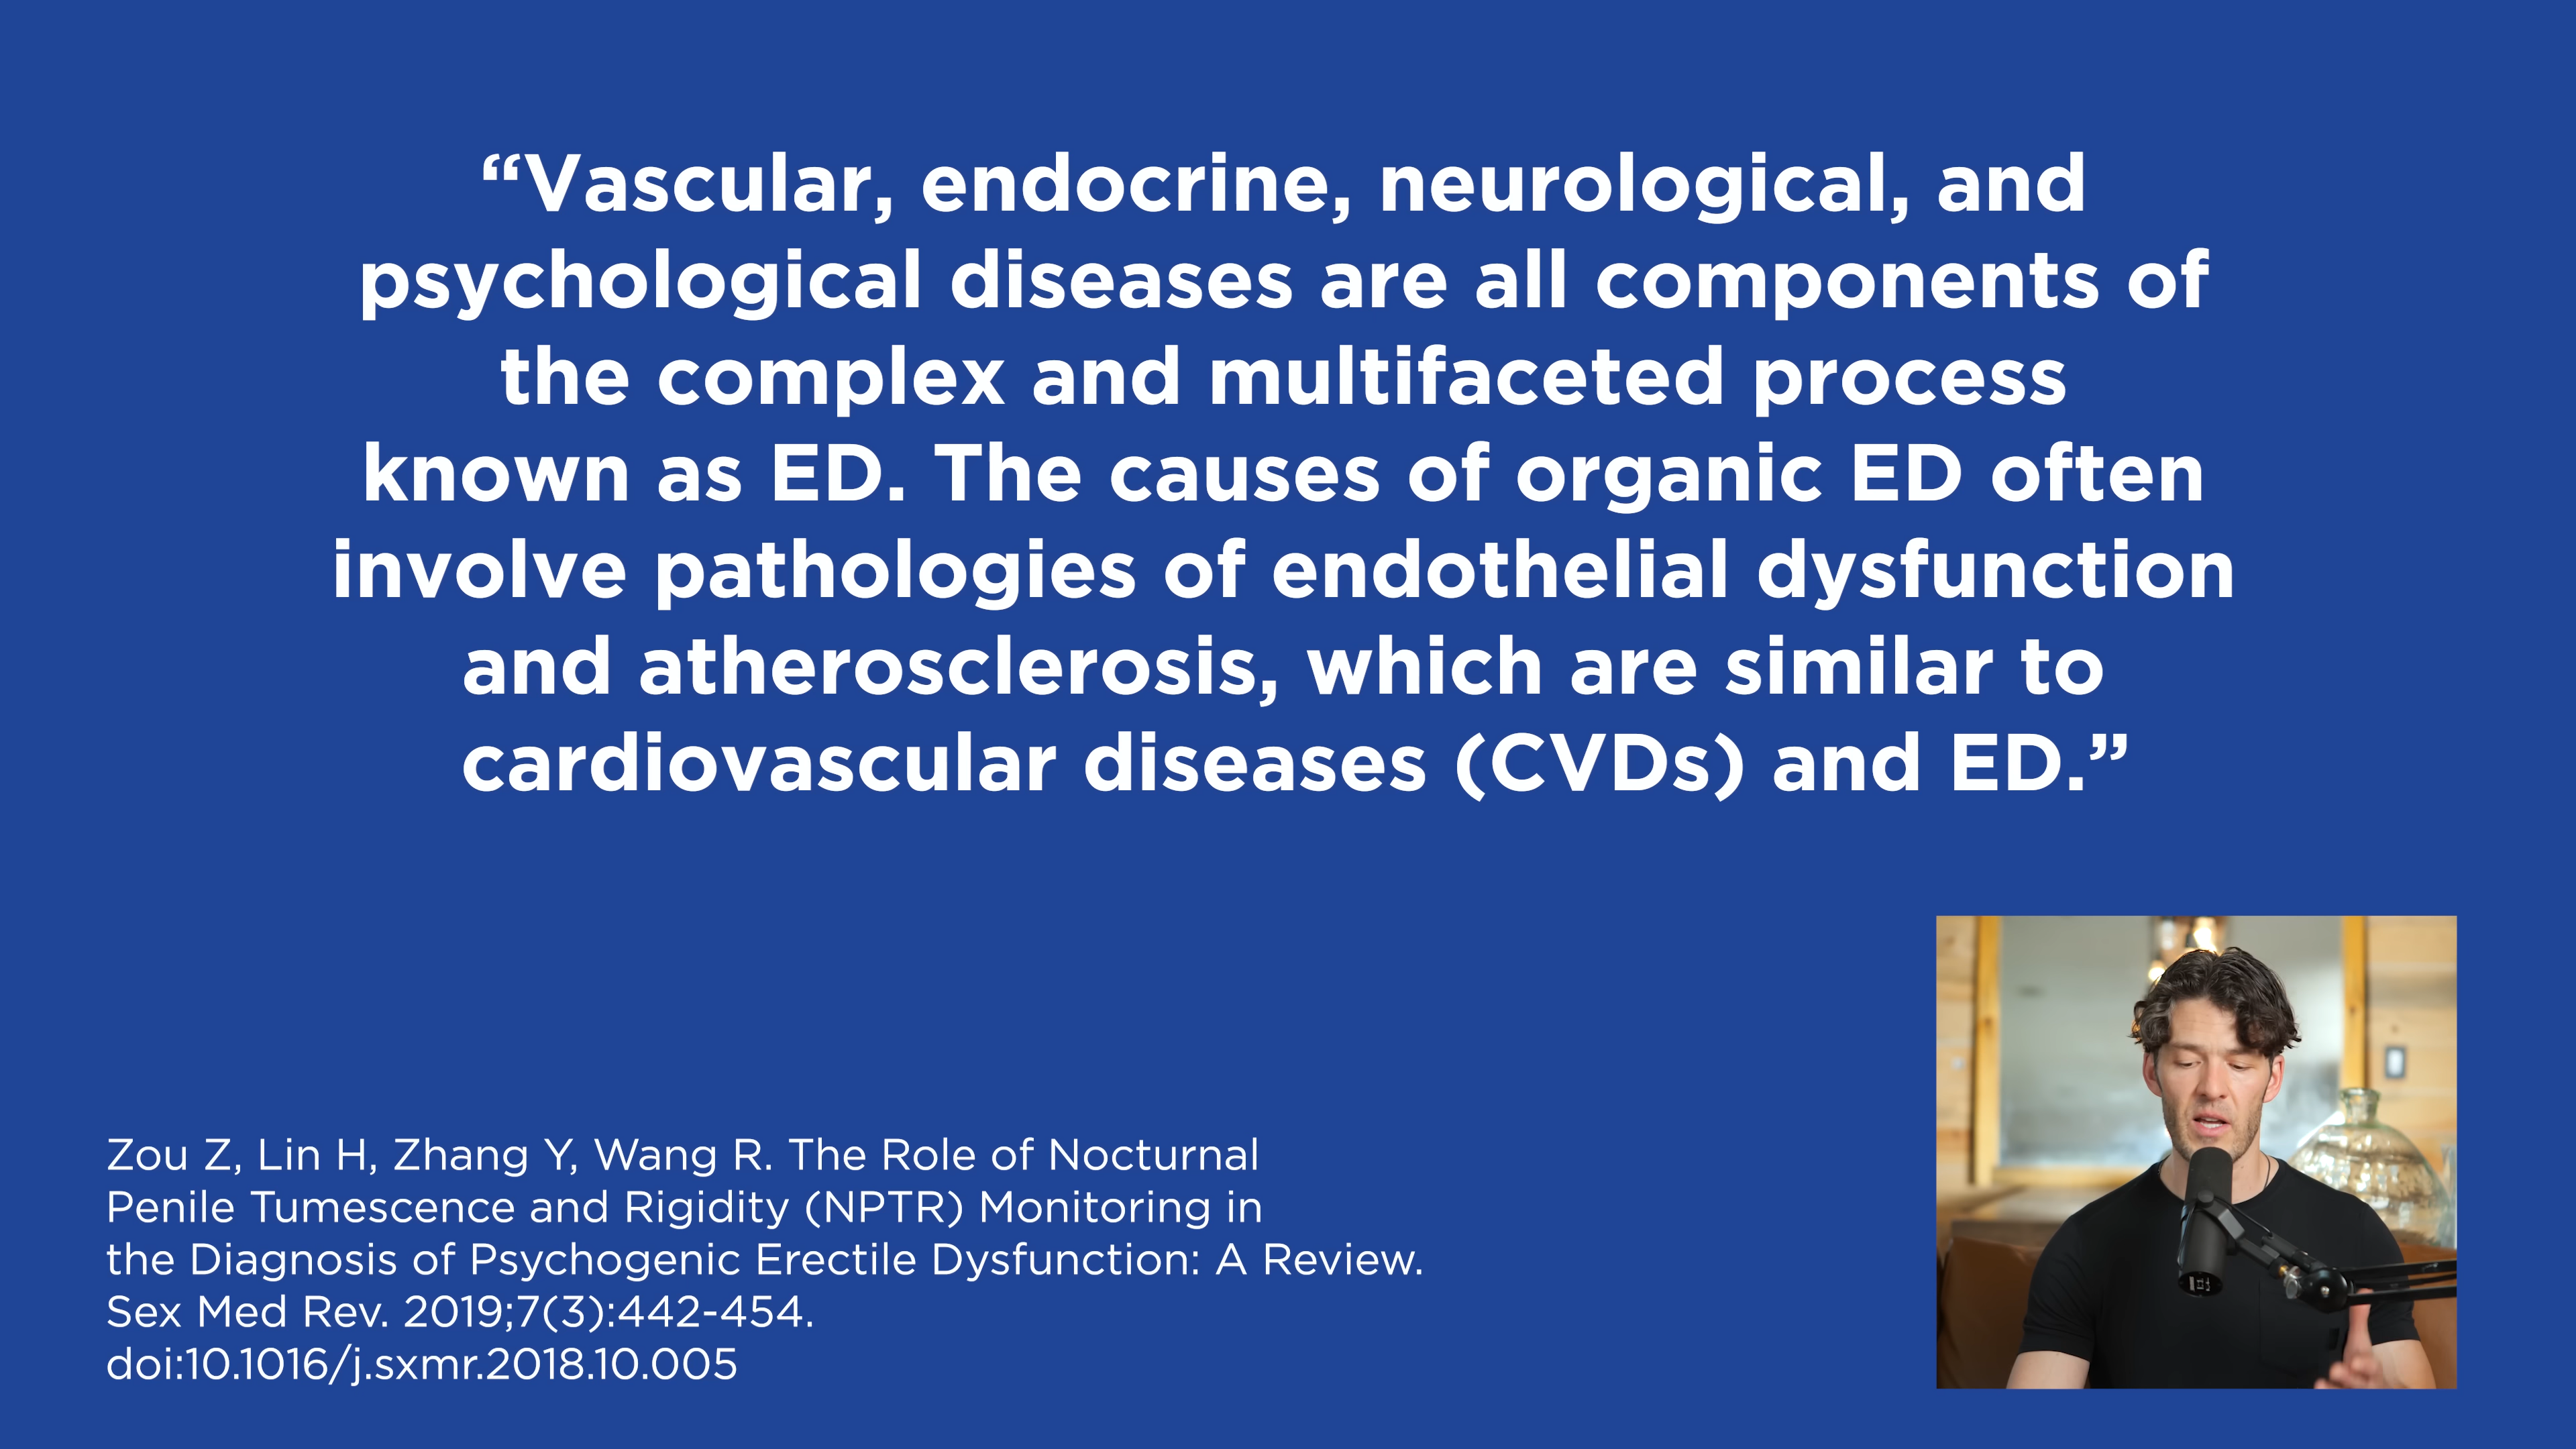 “Vascular, endocrine, neurological, and
psychological diseases are all components of
the complex and multifaceted process
known as ED. The causes of organic ED often
involve pathologies of endothelial dysfunction
and atherosclerosis, which are similar to
cardiovascular diseases (CVDs) and ED.”
Zou Z, Lin H, Zhang Y, Wang R. The Role of Nocturnal
Penile Tumescence and Rigidity (NPTR) Monitoring in
the Diagnosis of Psychogenic Erectile Dysfunction: A Review.
Sex Med Rev. 2019;7(3):442-454.
doi:10.1016/j.sxmr.2018.10.005